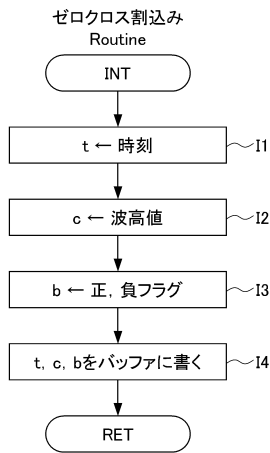 ゼロクロス割込み
Routine
INT
t ← 時刻
I1
c ← 波高値
I2
b ← 正, 負フラグ
I3
t, c, bをバッファに書く
I4
RET